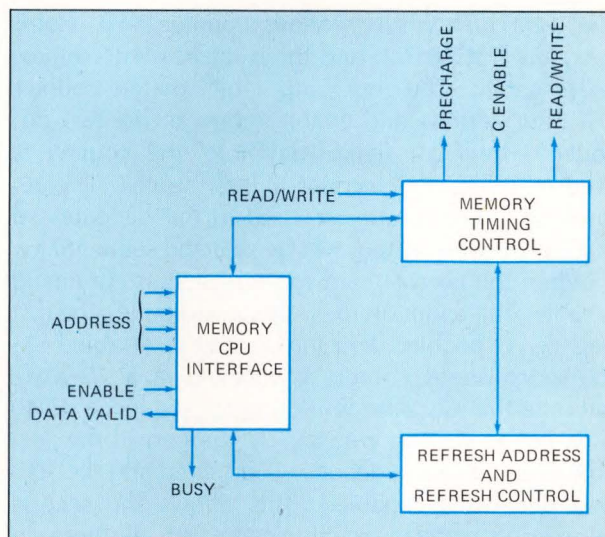 PRECHARGE
C ENABLE
READ/WRITE
READ/WRITE
MEMORY
TIMING
CONTROL
ADDRESS
MEMORY
CPU
INTERFACE
ENABLE
DATA VALID
BUSY
REFRESH ADDRESS
AND
REFRESH CONTROL